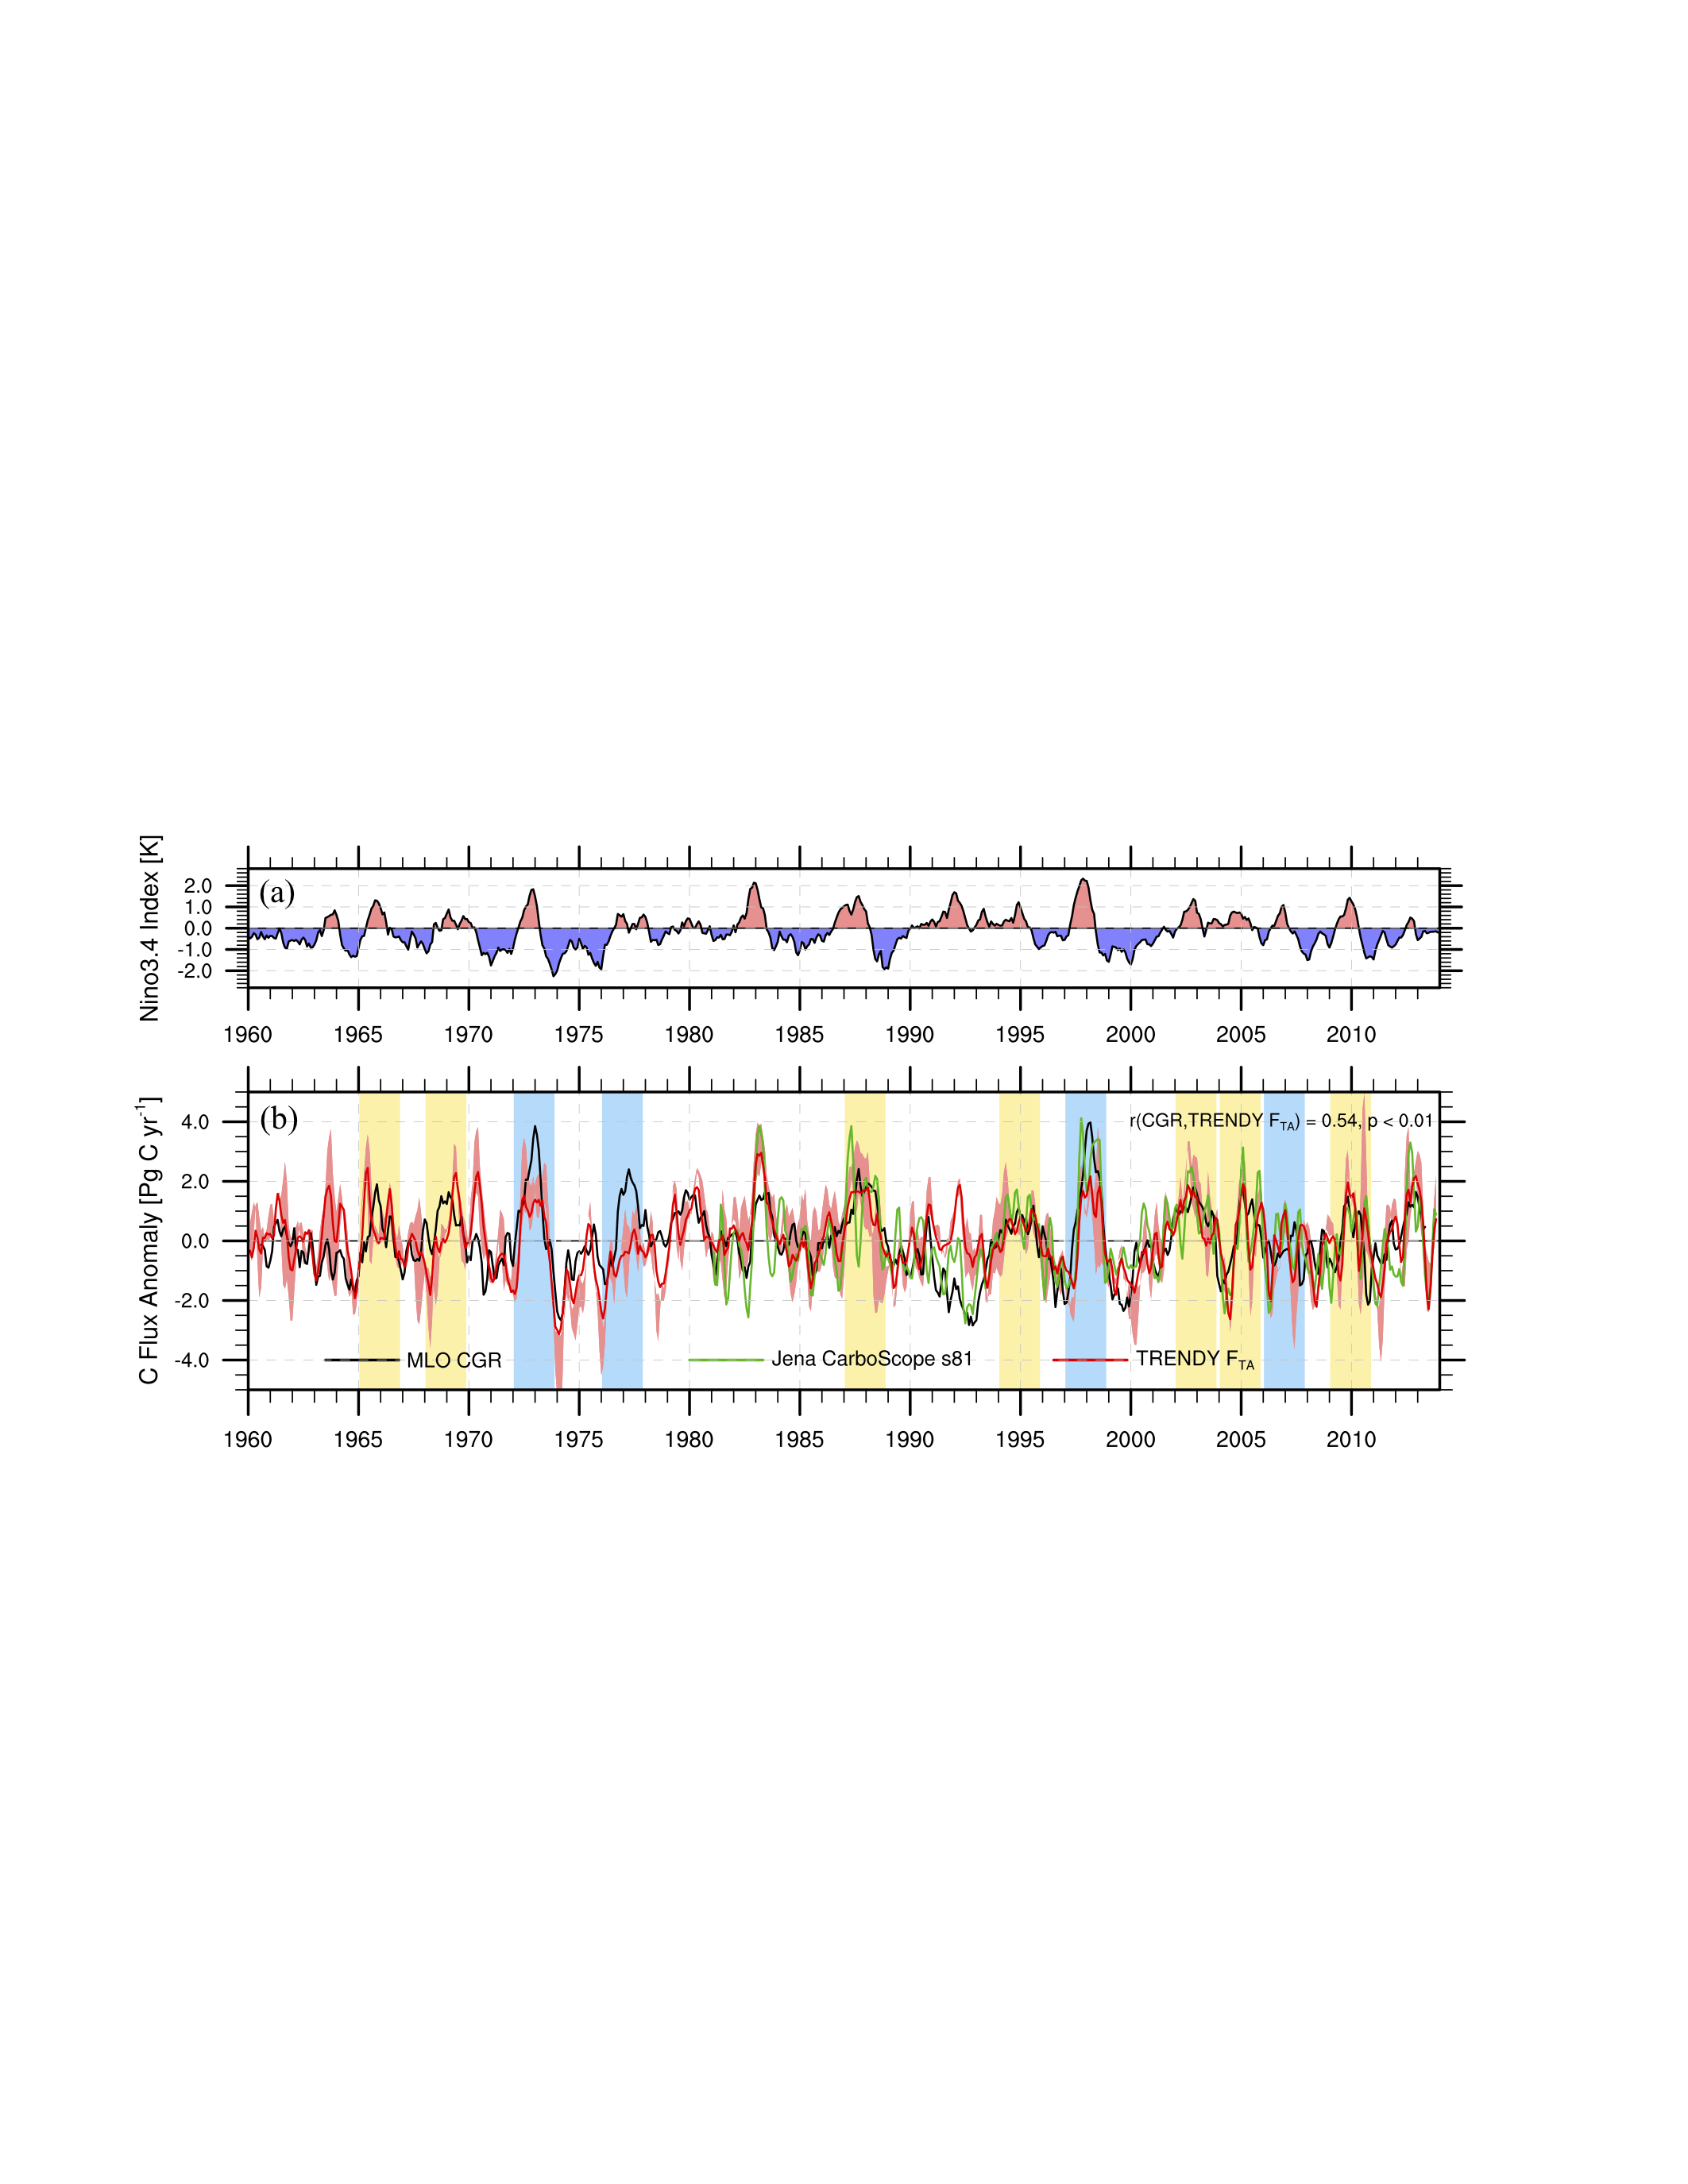 Nino3.4 Index [K]
(a)
2.0
1.0
0.0
-1.0
-2.0
1960 1965 1970 1975 1980 1985 1990 1995 2000 2005 2010
C Flux Anomaly [Pg C yr-1]
(b)
r(CGR,TRENDY FTA) = 0.54, p < 0.01
4.0
2.0
0.0
-2.0
-4.0
MLO CGR Jena CarboScope s81 TRENDY FTA
1960 1965 1970 1975 1980 1985 1990 1995 2000 2005 2010